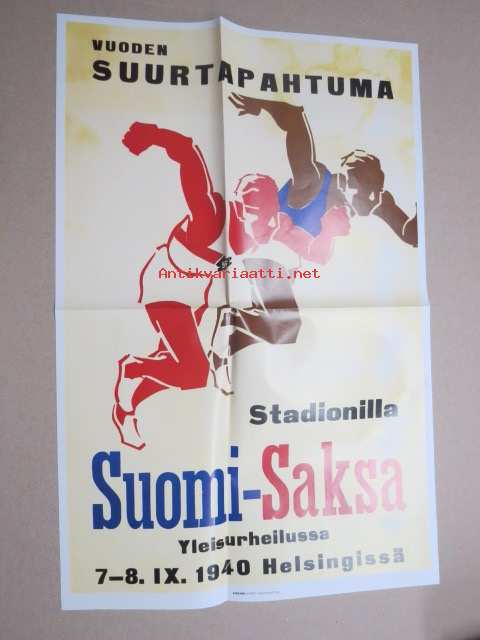 VUODEN
SUURTAPAHTUMA
Antikvariaatti.net
Stadionilla
Suomi-Saksa
Yleisurheilussa
7-8. IX. 1940 Helsingissä